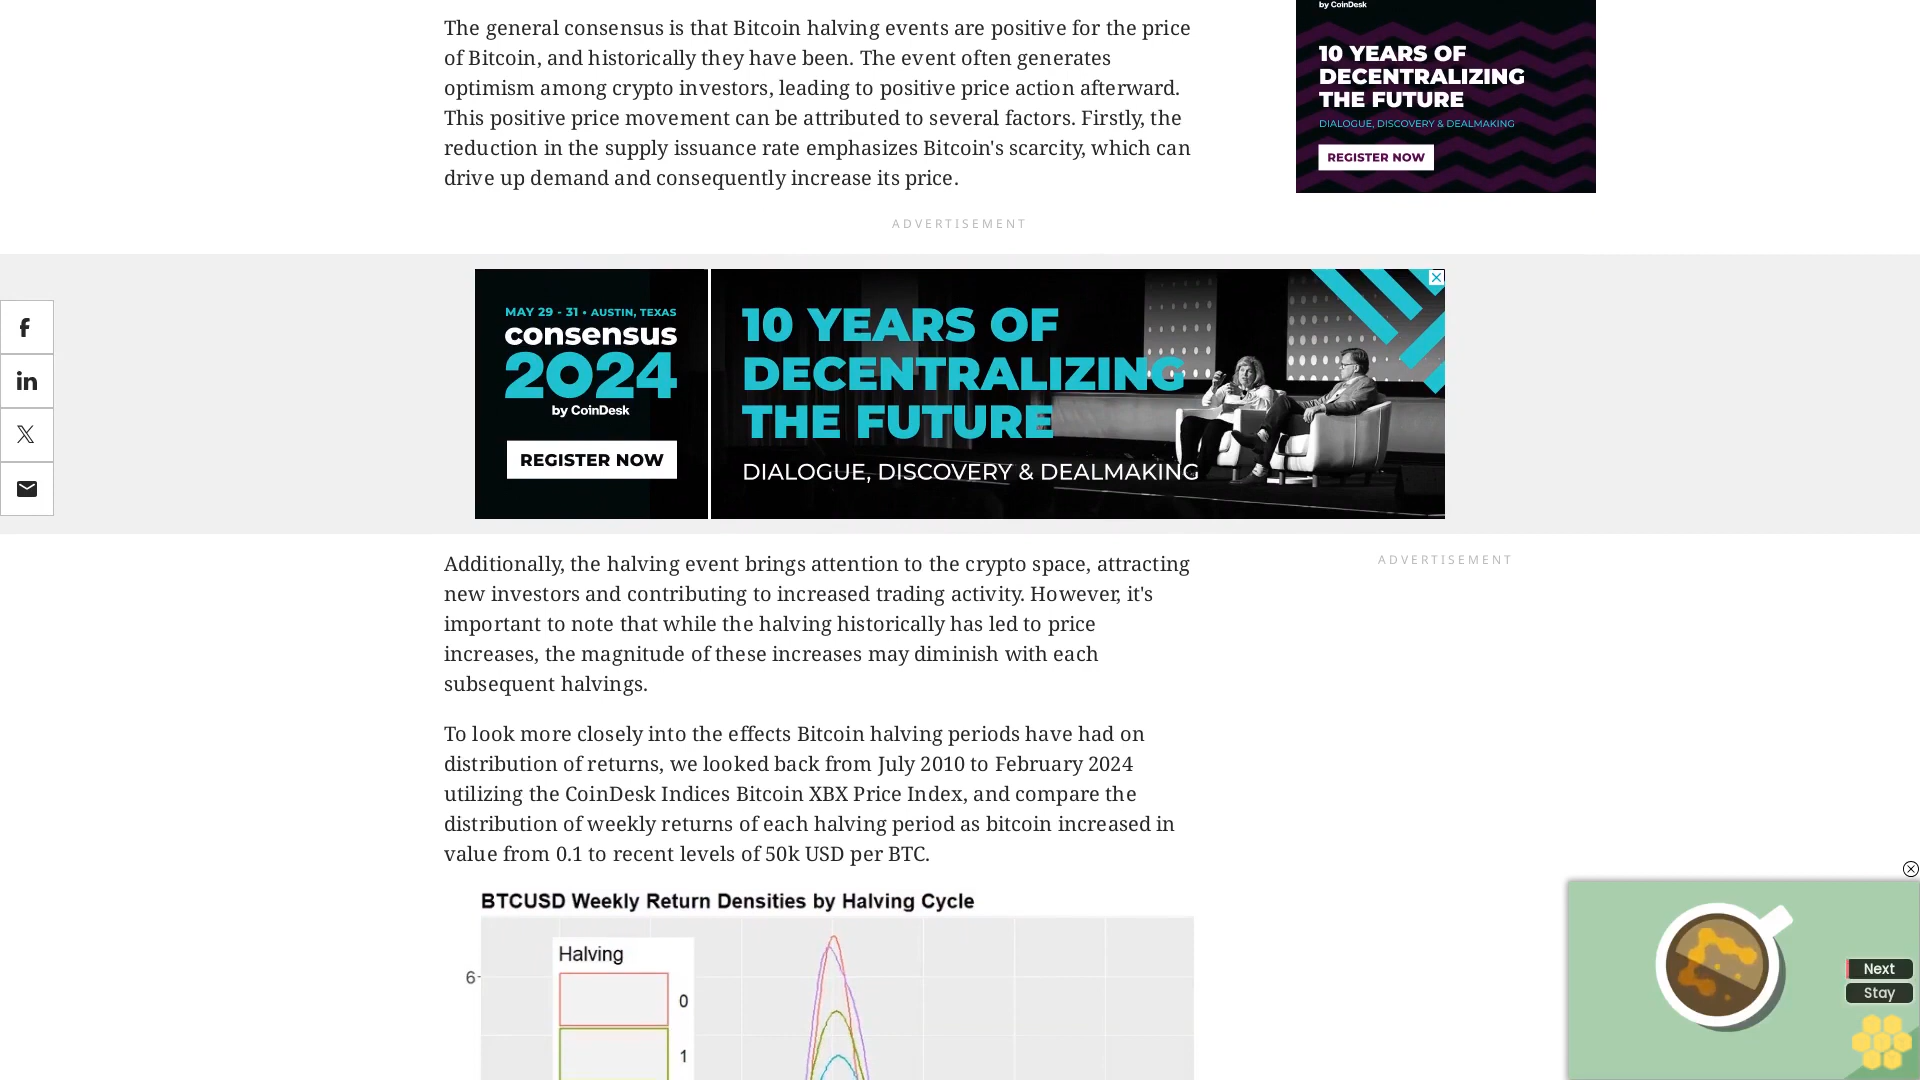 The general consensus is that Bitcoin halving events are positive for the price
of Bitcoin, and historically they have been. The event often generates
optimism among crypto investors, leading to positive price action afterward.
This positive price movement can be attributed to several factors. Firstly, the
reduction in the supply issuance rate emphasizes Bitcoin's scarcity, which can
drive up demand and consequently increase its price.
by CoinDesk
10 YEARS OF
DECENTRALIZING
THE FUTURE
DIALOGUE, DISCOVERY & DEALMAKING
REGISTER NOW
ADVERTISEMENT
MAY 29 - 31 • AUSTIN, TEXAS
consensus
2024
by CoinDesk
REGISTER NOW
10 YEARS OF
DECENTRALIZING
THE FUTURE
DIALOGUE, DISCOVERY & DEALMAKING
Additionally, the halving event brings attention to the crypto space, attracting
new investors and contributing to increased trading activity. However, it's
important to note that while the halving historically has led to price
increases, the magnitude of these increases may diminish with each
subsequent halvings.
ADVERTISEMENT
To look more closely into the effects Bitcoin halving periods have had on
distribution of returns, we looked back from July 2010 to February 2024
utilizing the CoinDesk Indices Bitcoin XBX Price Index, and compare the
distribution of weekly returns of each halving period as bitcoin increased in
value from 0.1 to recent levels of 50k USD per BTC.
BTCUSD Weekly Return Densities by Halving Cycle
Halving
6
0
1
Next
Stay